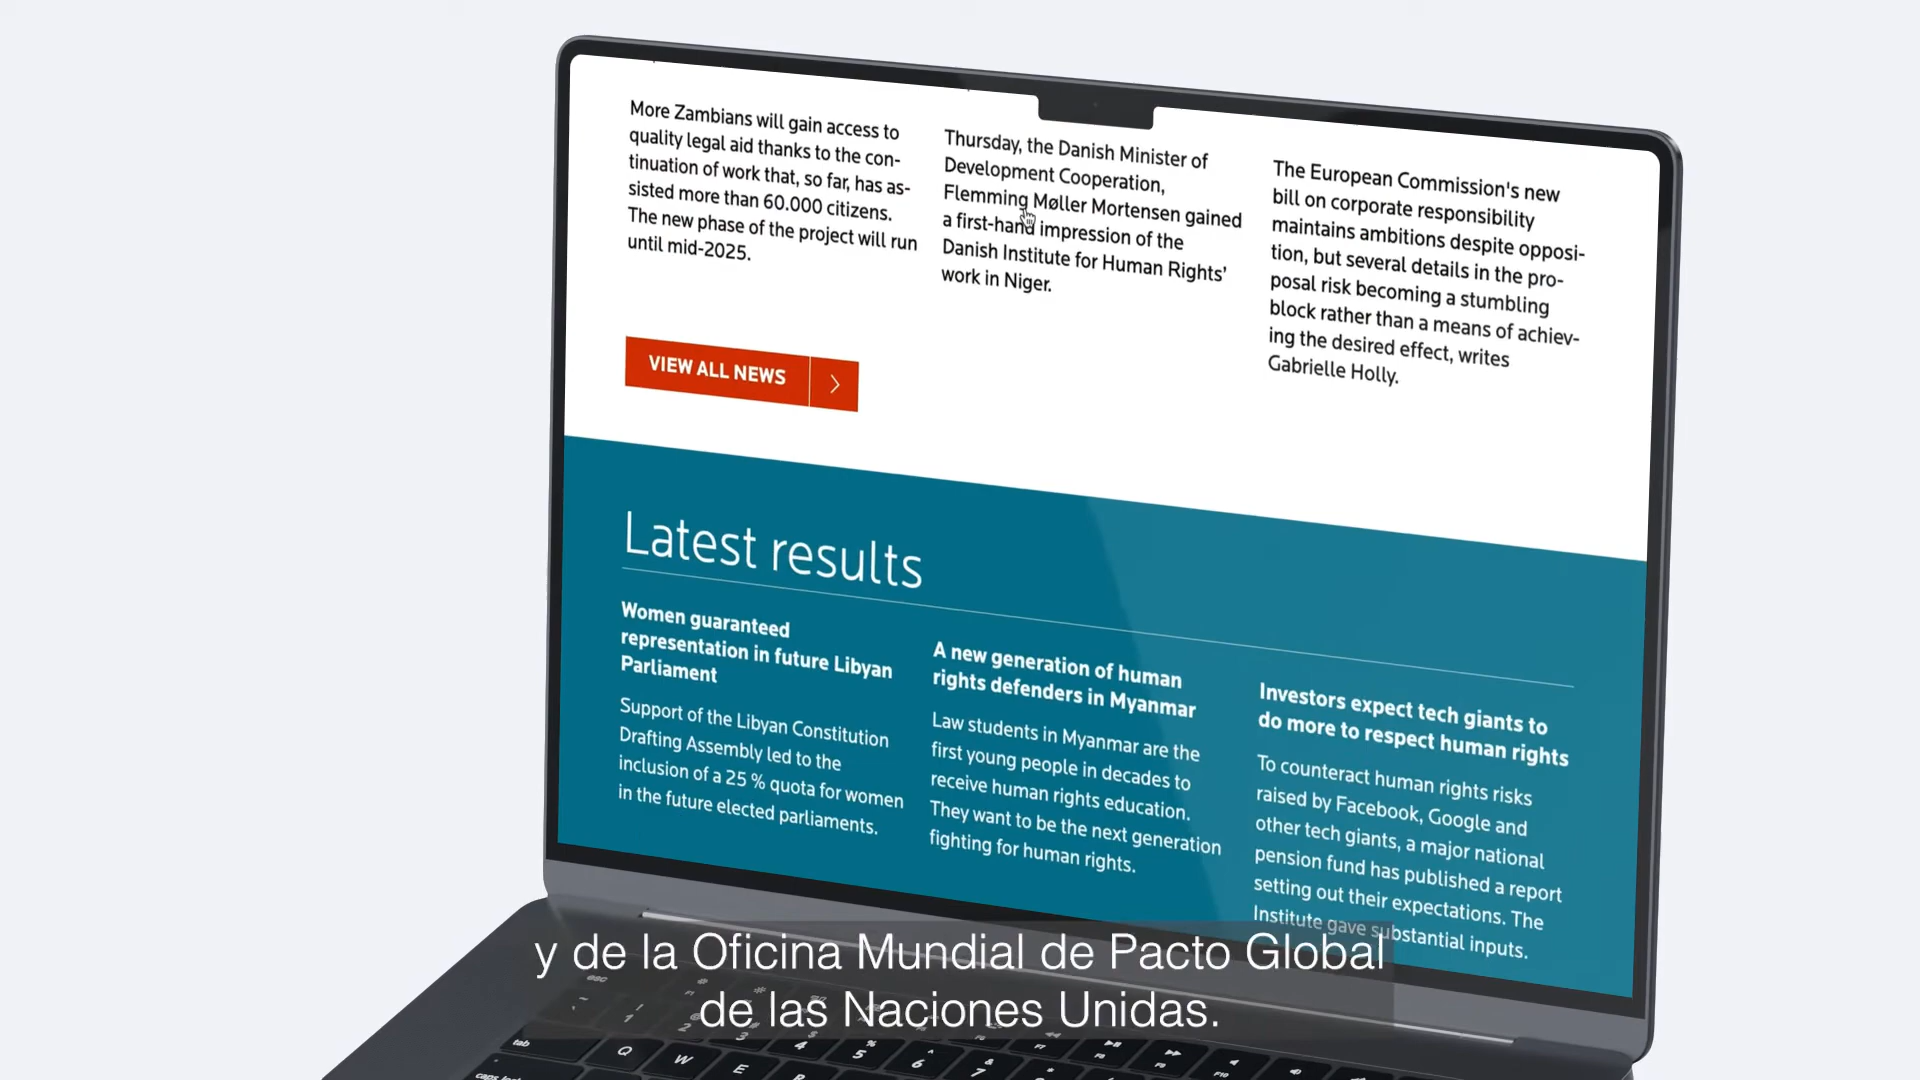 More Zambians will gain access to
quality legal aid thanks to the con-
tinuation of work that, so far, has as-
sisted more than 60.000 citizens.
The new phase of the project will run
until mid-2025.
Thursday, the Danish Minister of
Development Cooperation,
Flemming Møller Mortensen gained
a first-hand impression of the
Danish Institute for Human Rights'
work in Niger.
The European Commission's new
bill on corporate responsibility
maintains ambitions despite opposi-
tion, but several details in the pro-
posal risk becoming a stumbling
block rather than a means of achiev-
ing the desired effect, writes
Gabrielle Holly.
VIEW ALL NEWS
Latest results
Women guaranteed
representation in future Libyan
Parliament
Support of the Libyan Constitution
Drafting Assembly led to the
inclusion of a 25 % quota for women
in the future elected parliaments.
A new generation of human
rights defenders in Myanmar
Law students in Myanmar are the
first young people in decades to
receive human rights education.
They want to be the next generation
fighting for human rights.
Investors expect tech giants to
do more to respect human rights
To counteract human rights risks
raised by Facebook, Google and
other tech giants, a major national
pension fund has published a report
setting out their expectations. The
Institute gave substantial inputs.
y de la Oficina Mundial de Pacto Global
de las Naciones Unidas.
esc
1 2 3 4 5 6 7
tab Q W E R